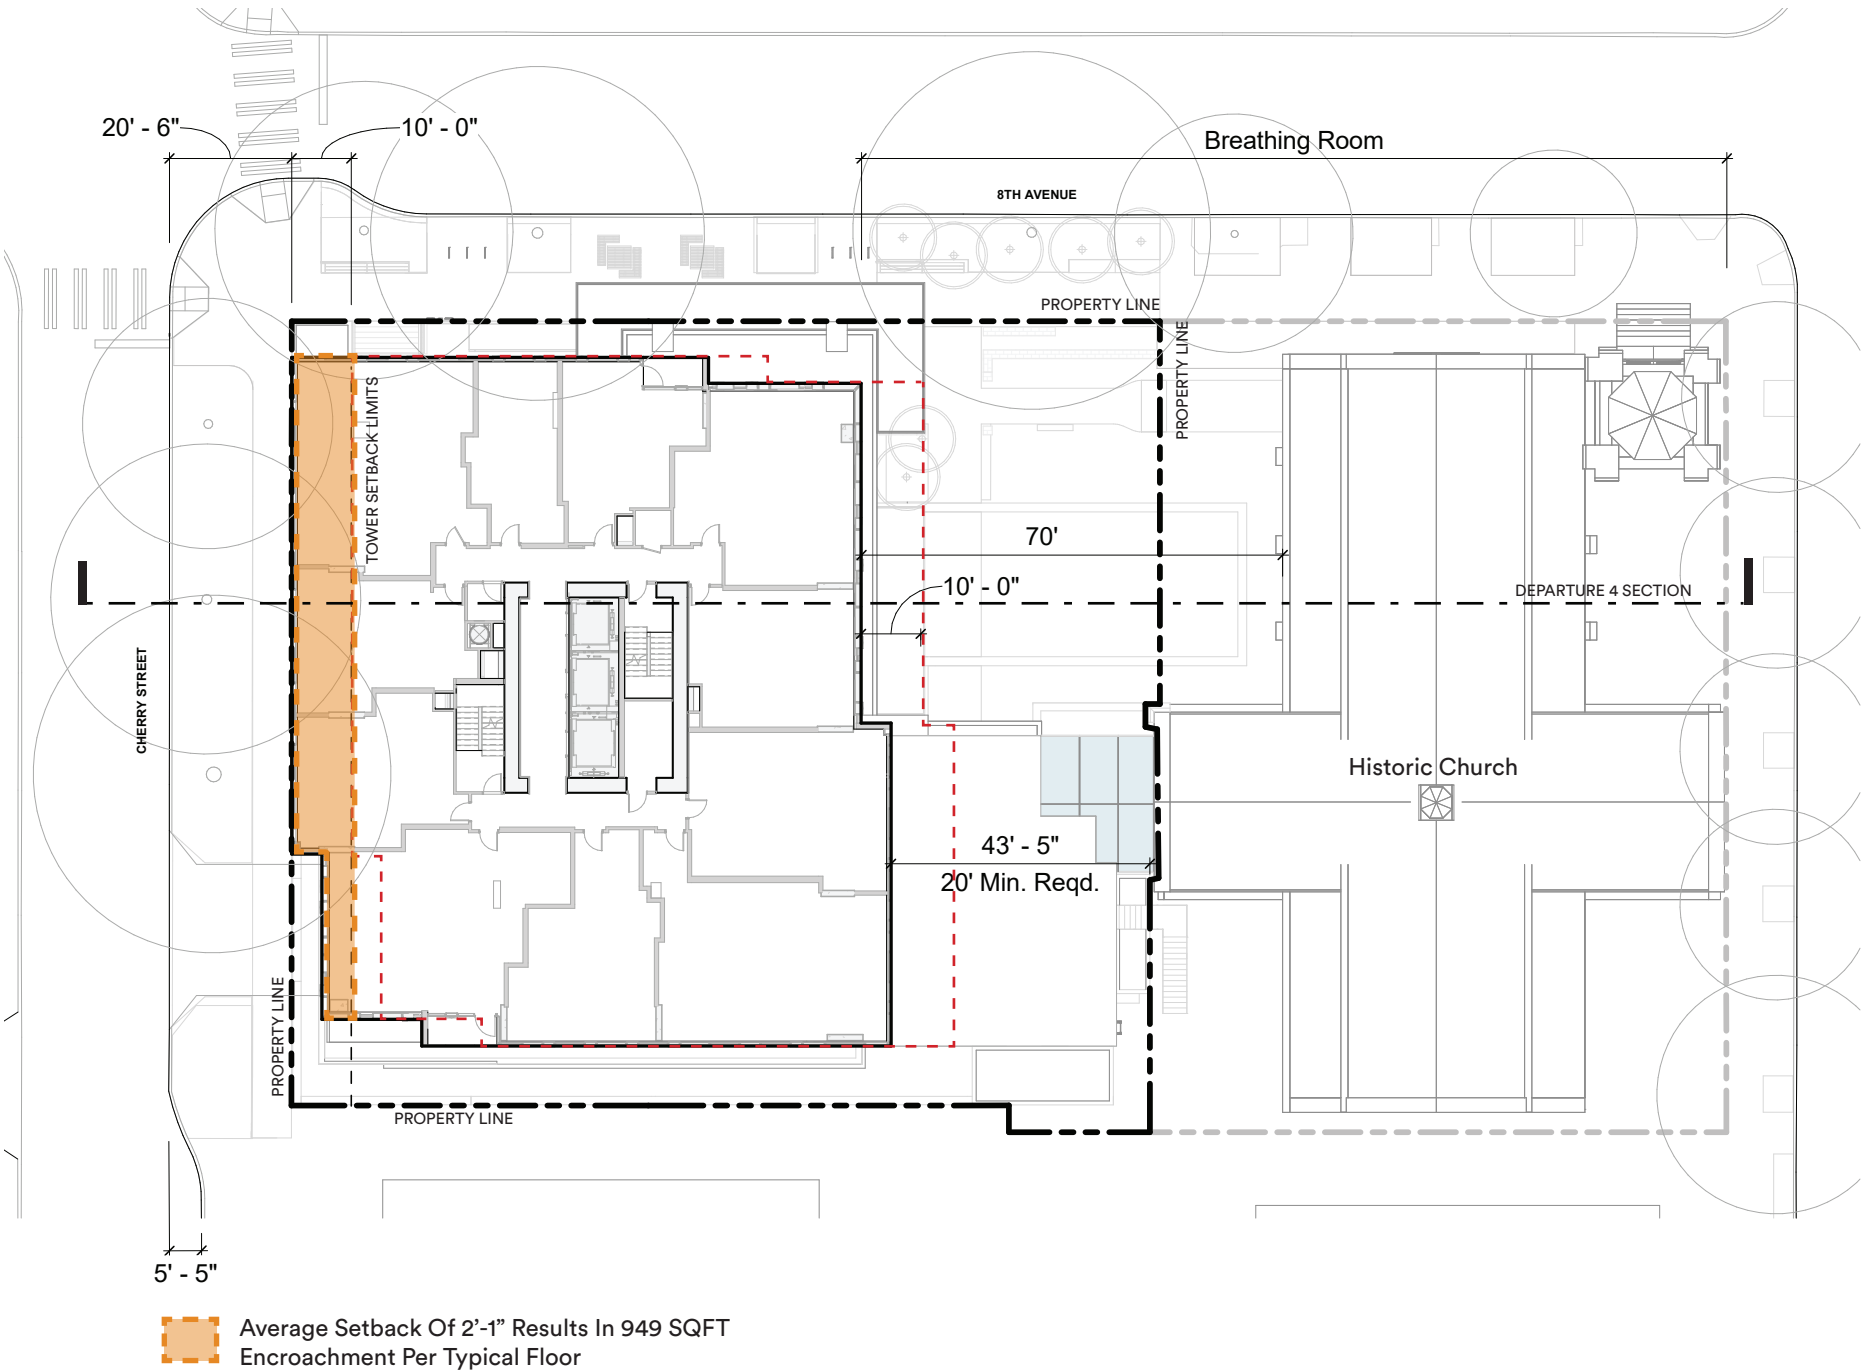 20' - 6"
10' - 0"
Breathing Room
8TH AVENUE
PROPERTY LINE
PROPERTY LINE
TOWER SETBACK LIMITS
70'
10' - 0"
DEPARTURE 4 SECTION
CHERRY STREET
Historic Church
43' - 5"
20' Min. Reqd.
PROPERTY LINE
PROPERTY LINE
5' - 5"
Average Setback Of 2'-1” Results In 949 SQFT
Encroachment Per Typical Floor